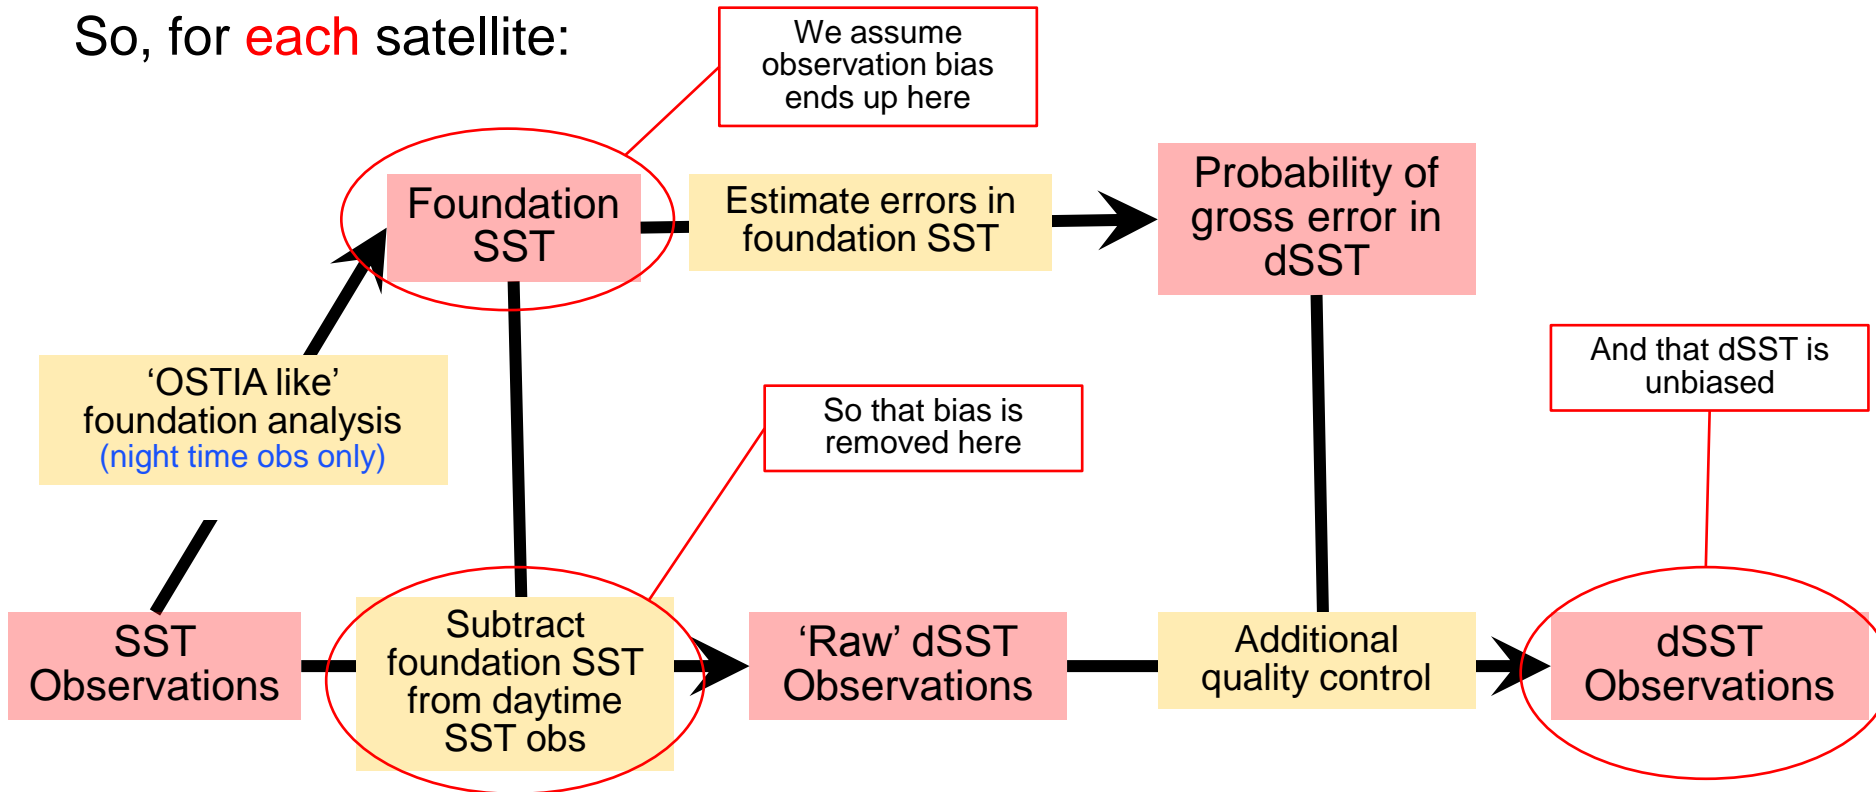 So, for each satellite:
We assume
observation bias
ends up here
Foundation
SST
Estimate errors in
foundation SST
Probability of
gross error in
dSST
‘OSTIA like’
foundation analysis
(night time obs only)
So that bias is
removed here
And that dSST is
unbiased
SST
Observations
Subtract
foundation SST
from daytime
SST obs
‘Raw’ dSST
Observations
Additional
quality control
dSST
Observations